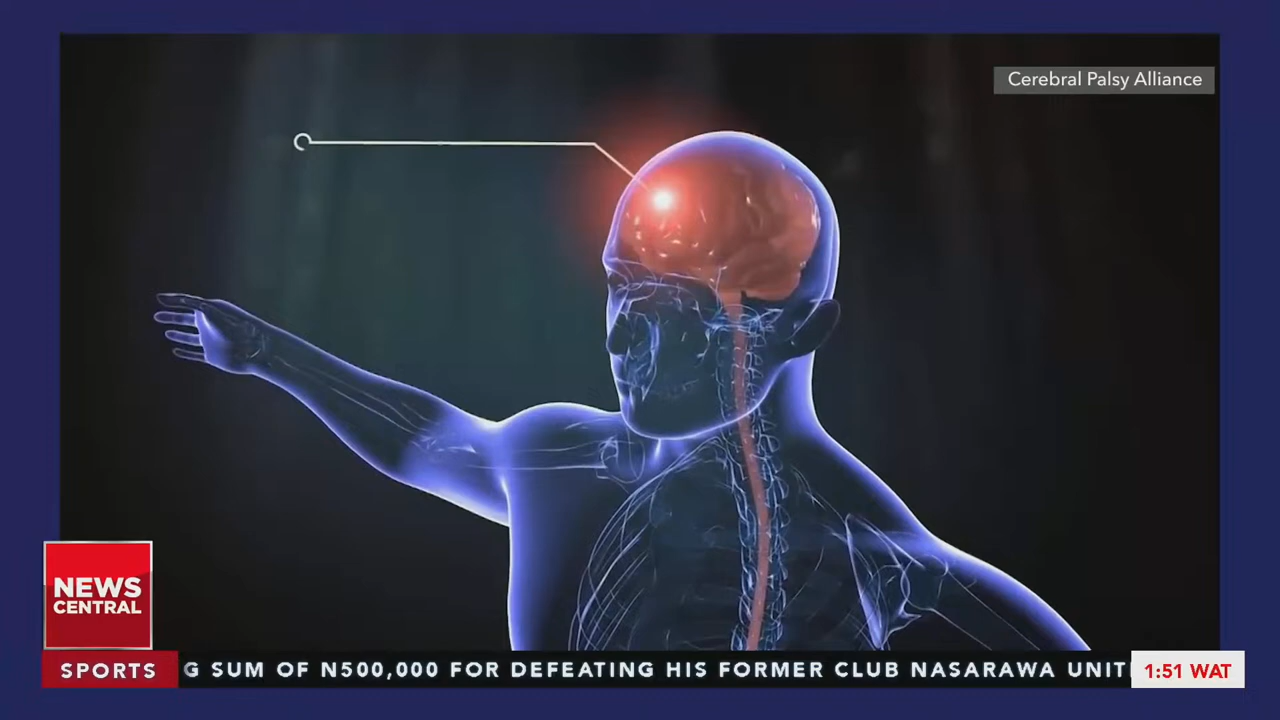 Cerebral Palsy Alliance
NEWS
CENTRAL
SPORTS
G SUM OF N500,000 FOR DEFEATING HIS FORMER CLUB NASARAWA
1:51 WAT